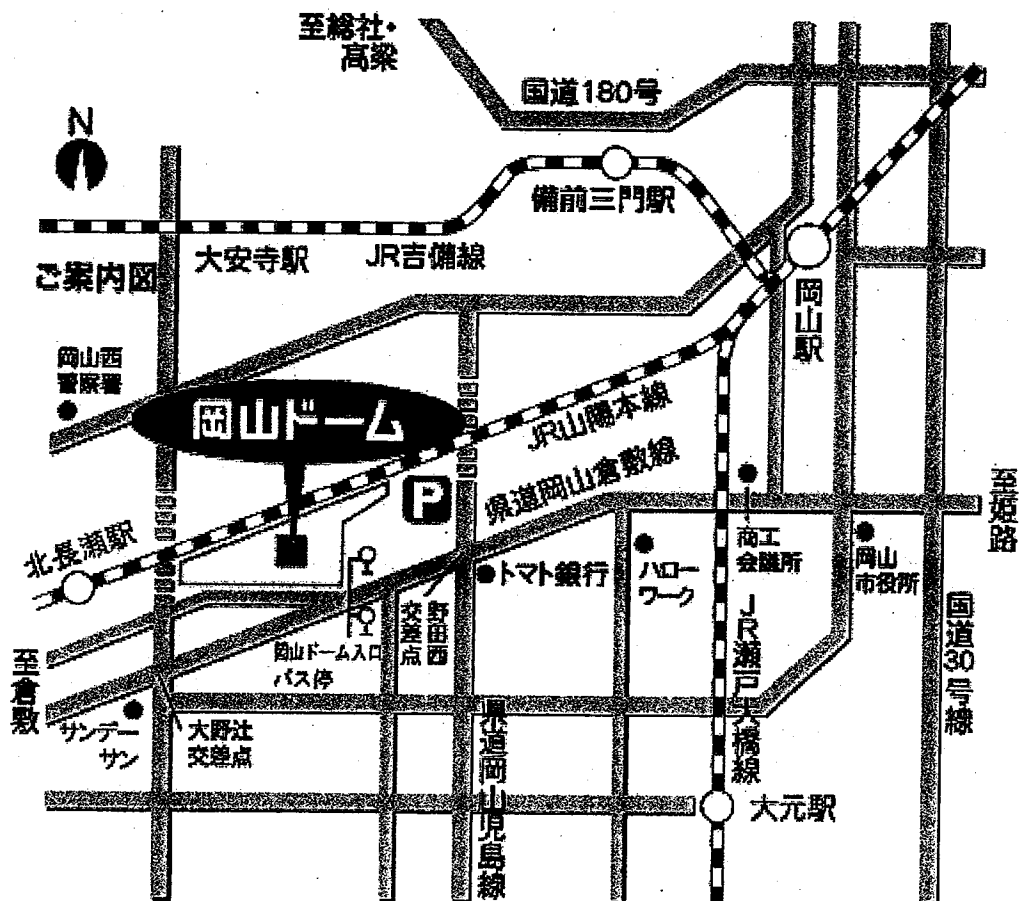 至総社・
高梁
国道180号
N
備前三門駅
大安寺駅
JR吉備線
ご案内図
岡山駅
岡山西
警察署
岡山ドーム
JR山陽本線
県道岡山倉敷線
P
至姫路
北長瀬駅
トマト銀行
ハロー
ワーク
商工
会議所
岡山
市役所
野田西
交差点
岡山ドーム入口
バス停
JR瀬戸大橋線
国道30号線
至倉敷
サンデー
サン
大野辻
交差点
県道岡山児島線
大元駅